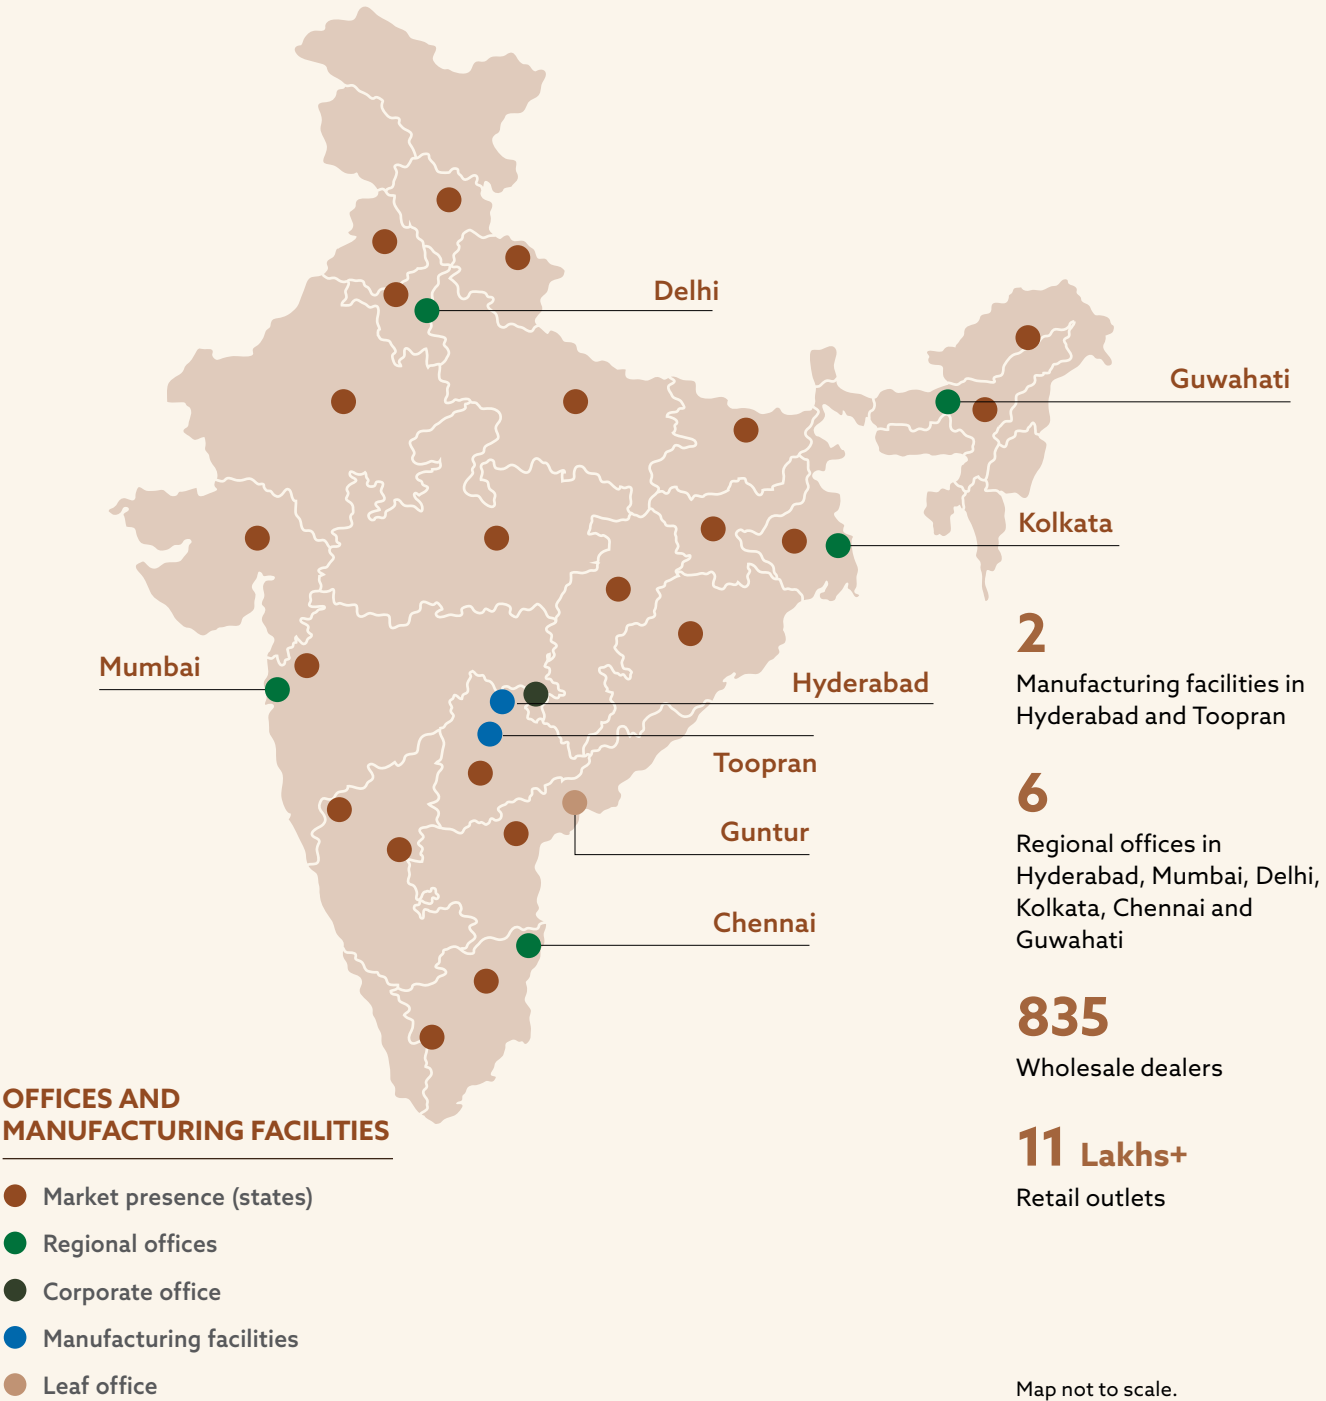 Delhi
Guwahati
Kolkata
Mumbai
Hyderabad
Toopran
Guntur
Chennai
2
Manufacturing facilities in
Hyderabad and Toopran
6
Regional offices in
Hyderabad, Mumbai, Delhi,
Kolkata, Chennai and
Guwahati
835
Wholesale dealers
11 Lakhs+
Retail outlets
OFFICES AND
MANUFACTURING FACILITIES
Market presence (states)
Regional offices
Corporate office
Manufacturing facilities
Leaf office
Map not to scale.